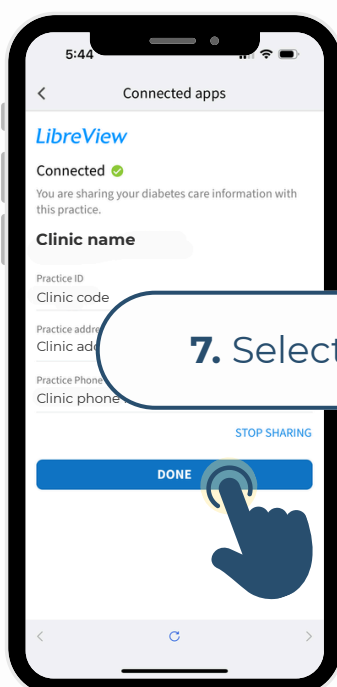 5:44
Connected apps
LibreView
Connected
You are sharing your diabetes care information with
this practice.
Clinic name
Practice ID
Clinic code
Practice addre
Clinic ad
7. Select
Practice Phone
Clinic phone
STOP SHARING
DONE